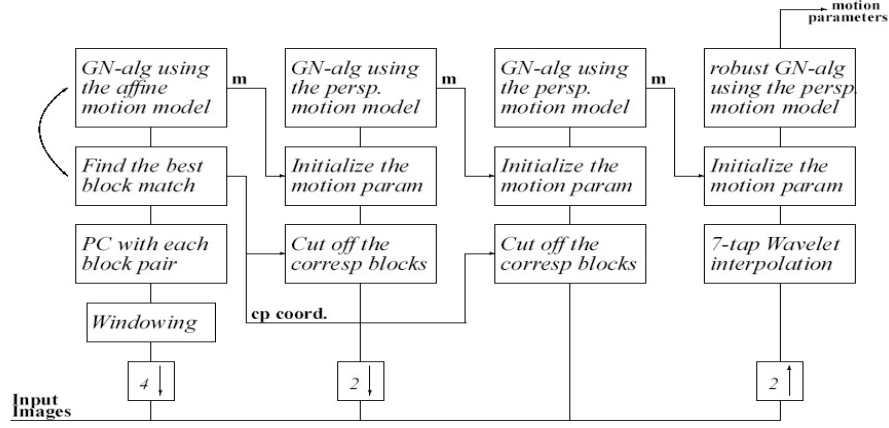 motion
parameters
GN-alg using
the affine
motion model
m
GN-alg using
the persp.
motion model
m
GN-alg using
the persp.
motion model
m
robust GN-alg
using the persp.
motion model
Find the best
block match
Initialize the
motion param
Initialize the
motion param
Initialize the
motion param
PC with each
block pair
Cut off the
corresp blocks
Cut off the
corresp blocks
7-tap Wavelet
interpolation
Windowing
cp coord.
4
2
2
Input
Images